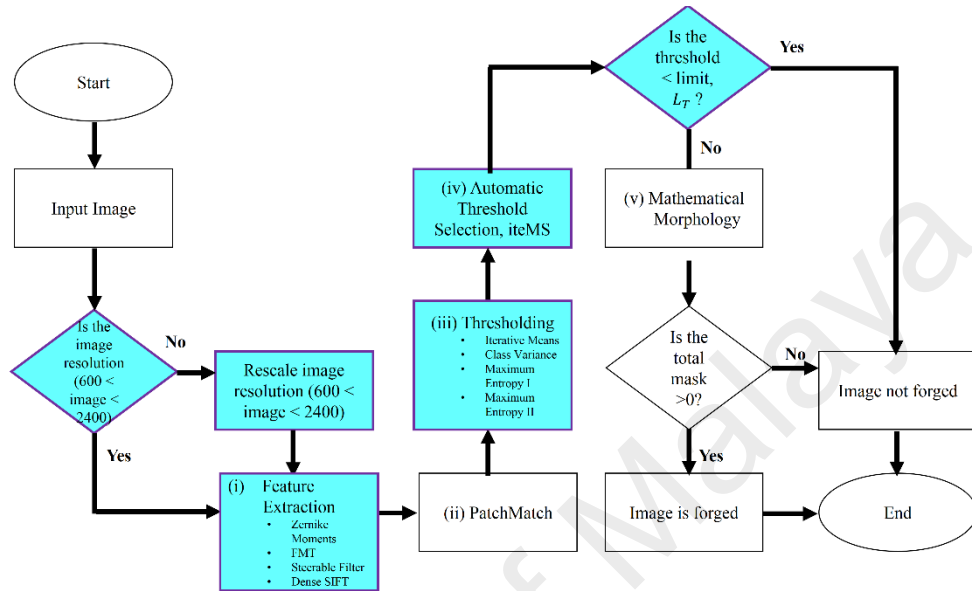 Start
Input Image
Is the
image
resolution
(600 <
image <
2400)
No
Yes
Rescale image
resolution (600 <
image < 2400)
(i) Feature
Extraction
• Zernike
Moments
• FMT
• Steerable Filter
• Dense SIFT
(ii) PatchMatch
(iii) Thresholding
• Iterative Means
• Class Variance
• Maximum
Entropy I
• Maximum
Entropy II
(iv) Automatic
Threshold
Selection, iteMS
Is the
threshold
< limit,
L_T ?
Yes
No
(v) Mathematical
Morphology
Is the
total
mask
>0?
No
Yes
Image is forged
Image not forged
End
of Malaya